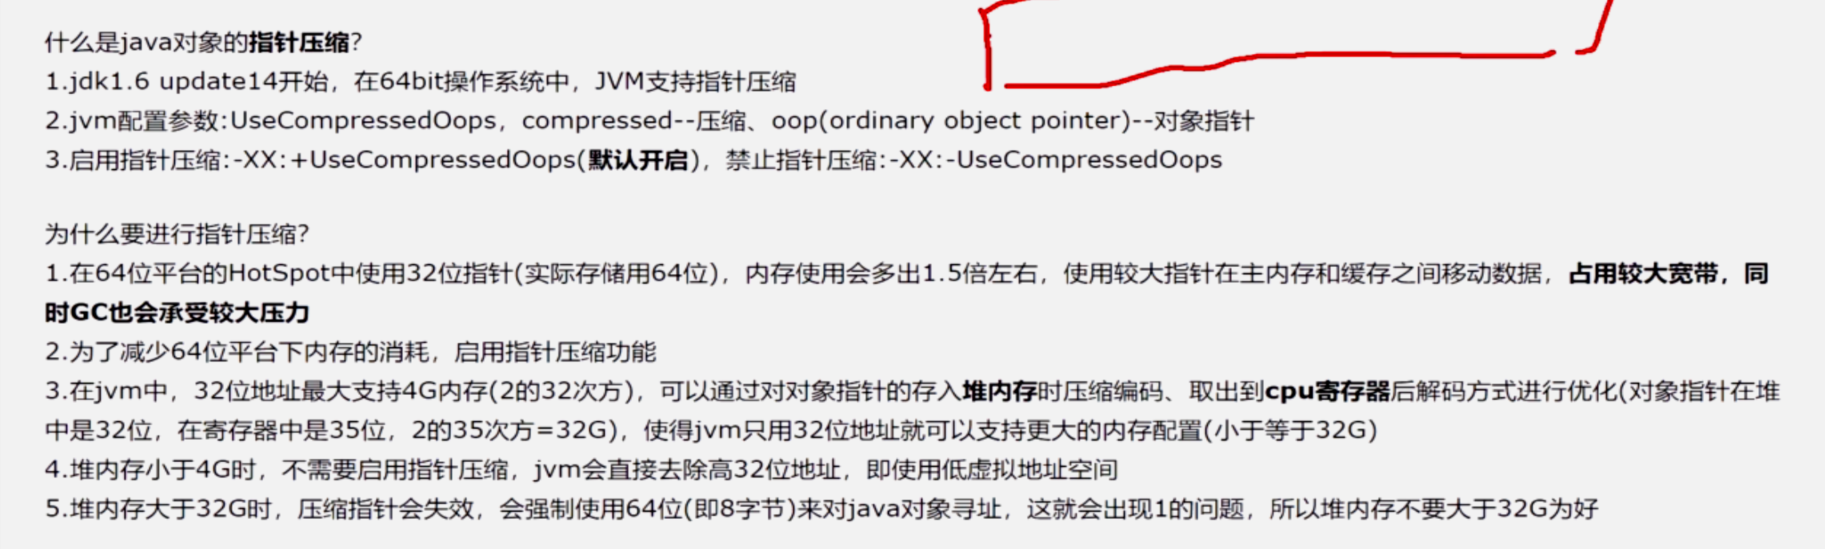 什么是java对象的指针压缩?
1.jdk1.6 update14开始，在64bit操作系统中，JVM支持指针压缩
2.jvm配置参数:UseCompressedOops，compressed--压缩、oop(ordinary object pointer)--对象指针
3.启用指针压缩:-XX:+UseCompressedOops(默认开启)，禁止指针压缩:-XX:-UseCompressedOops
为什么要进行指针压缩?
1.在64位平台的HotSpot中使用32位指针(实际存储用64位)，内存使用会多出1.5倍左右，使用较大指针在主内存和缓存之间移动数据，占用较大宽带，同
时GC也会承受较大压力
2.为了减少64位平台下内存的消耗，启用指针压缩功能
3.在jvm中，32位地址最大支持4G内存(2的32次方)，可以通过对对象指针的存入堆内存时压缩编码、取出到cpu寄存器后解码方式进行优化(对象指针在堆
中是32位，在寄存器中是35位，2的35次方=32G)，使得jvm只用32位地址就可以支持更大的内存配置(小于等于32G)
4.堆内存小于4G时，不需要启用指针压缩，jvm会直接去除高32位地址，即使用低虚拟地址空间
5.堆内存大于32G时，压缩指针会失效，会强制使用64位(即8字节)来对java对象寻址，这就会出现1的问题，所以堆内存不要大于32G为好